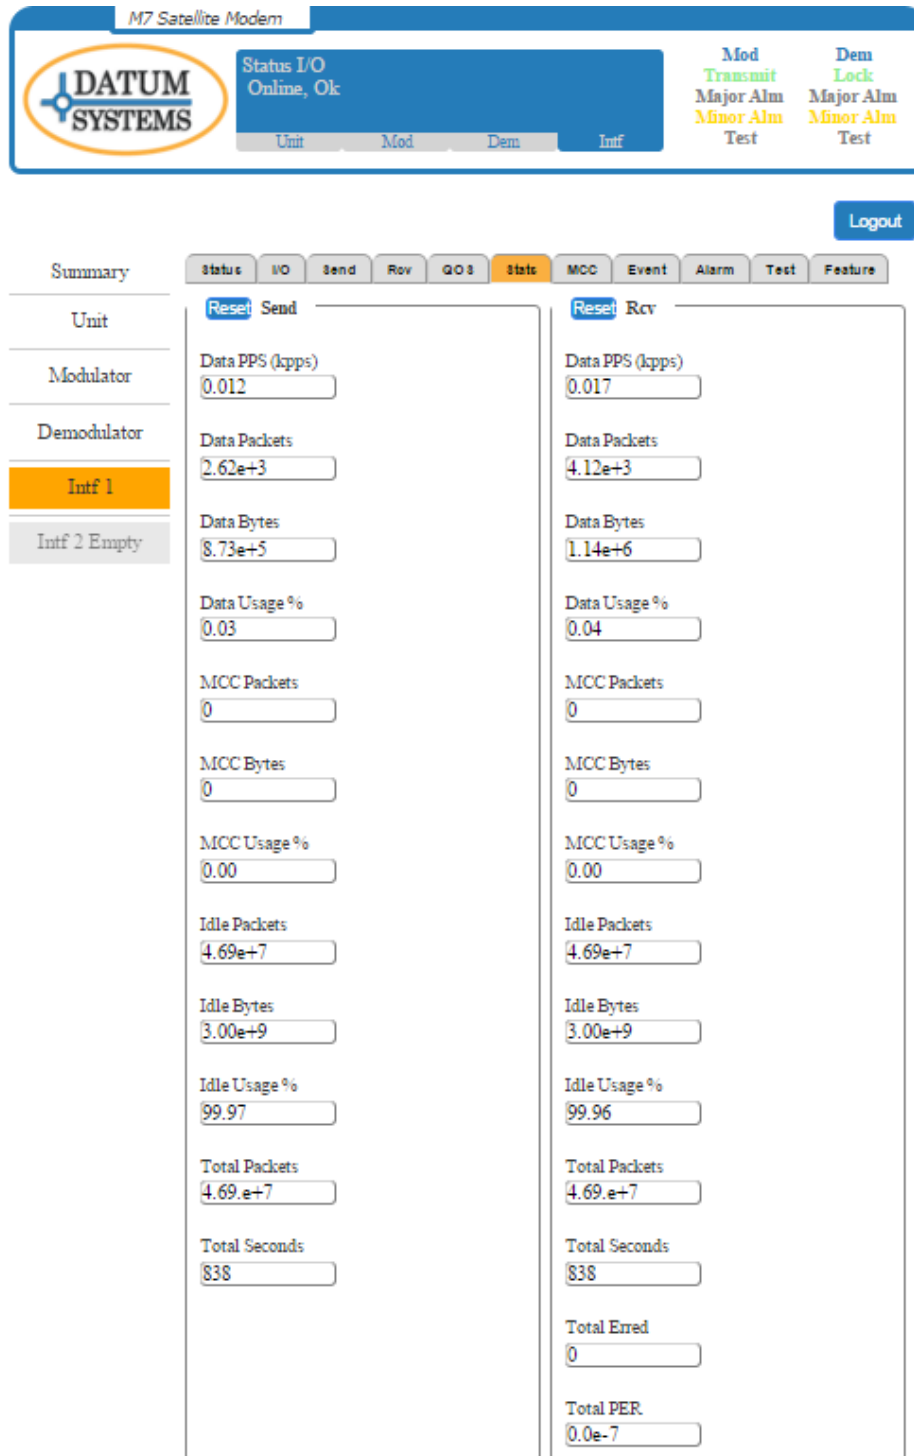 M7 Satellite Modem
DATUM
SYSTEMS
Status I/O
Online, Ok
Unit Mod Dem Intf
Mod Dem
Transmit Lock
Major Alm Major Alm
Minor Alm Minor Alm
Test Test
Logout
Summary
Unit
Modulator
Demodulator
Intf 1
Intf 2 Empty
Status I/O Send Rcv QOS Stats MCC Event Alarm Test Feature
Reset Send
Data PPS (kpps)
0.012
Data Packets
2.62e+3
Data Bytes
8.73e+5
Data Usage %
0.03
MCC Packets
0
MCC Bytes
0
MCC Usage %
0.00
Idle Packets
4.69e+7
Idle Bytes
3.00e+9
Idle Usage %
99.97
Total Packets
4.69.e+7
Total Seconds
838
Reset Rcv
Data PPS (kpps)
0.017
Data Packets
4.12e+3
Data Bytes
1.14e+6
Data Usage %
0.04
MCC Packets
0
MCC Bytes
0
MCC Usage %
0.00
Idle Packets
4.69e+7
Idle Bytes
3.00e+9
Idle Usage %
99.96
Total Packets
4.69.e+7
Total Seconds
838
Total Erred
0
Total PER
0.0e-7